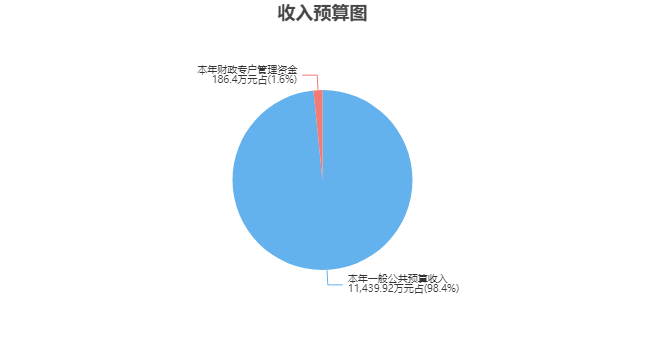 收入预算图
本年财政专户管理资金
186.4万元占(1.6%)
本年一般公共预算收入
11,439.92万元占(98.4%)